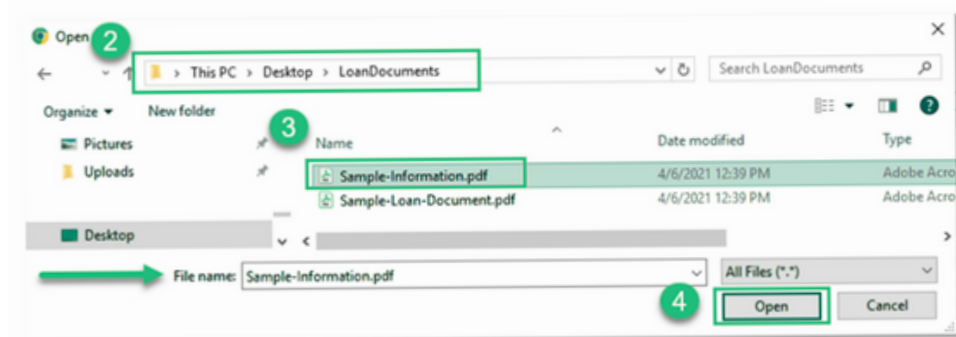 Open
2
This PC > Desktop > LoanDocuments
Search LoanDocuments
Organize
New folder
?
3
Name
Date modified
Type
Pictures
Uploads
Desktop
Sample-Information.pdf
4/6/2021 12:39 PM
Adobe Acro
Sample-Loan-Document.pdf
4/6/2021 12:39 PM
Adobe Acro
File name:
Sample-Information.pdf
All Files (*.*)
4
Open
Cancel